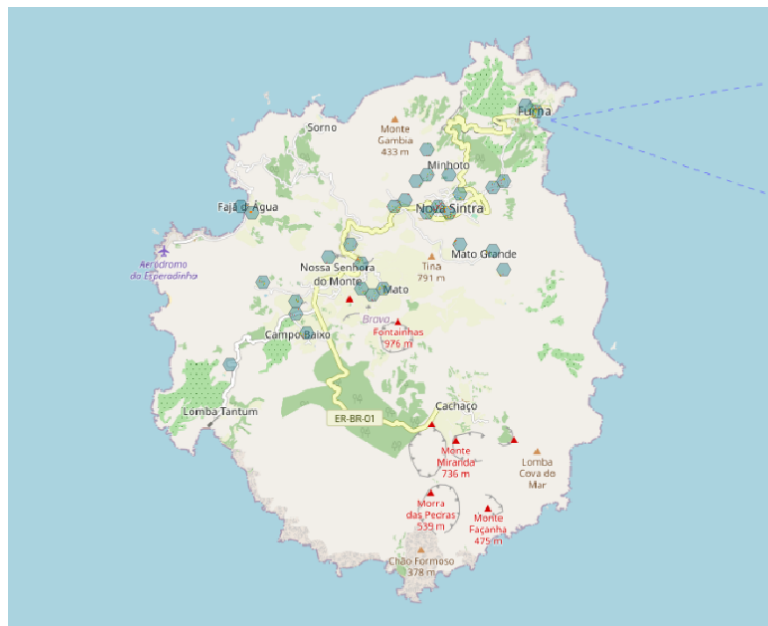 Furna
Sorno
Monte
Gambia
433 m
Minhoto
Fajã d'Água
Nova Sintra
Aeródromo
da Esperadinha
Nossa Senhora
do Monte
Tina
791 m
Mato Grande
Mato
Brava
Fontainhas
976 m
Campo Baixo
Lomba Tantum
ER-BR-01
Cachaço
Monte
Miranda
736 m
Lomba
Cova do
Mar
Morra
das Pedras
539 m
Monte
Façanha
475 m
Chão Formoso
378 m